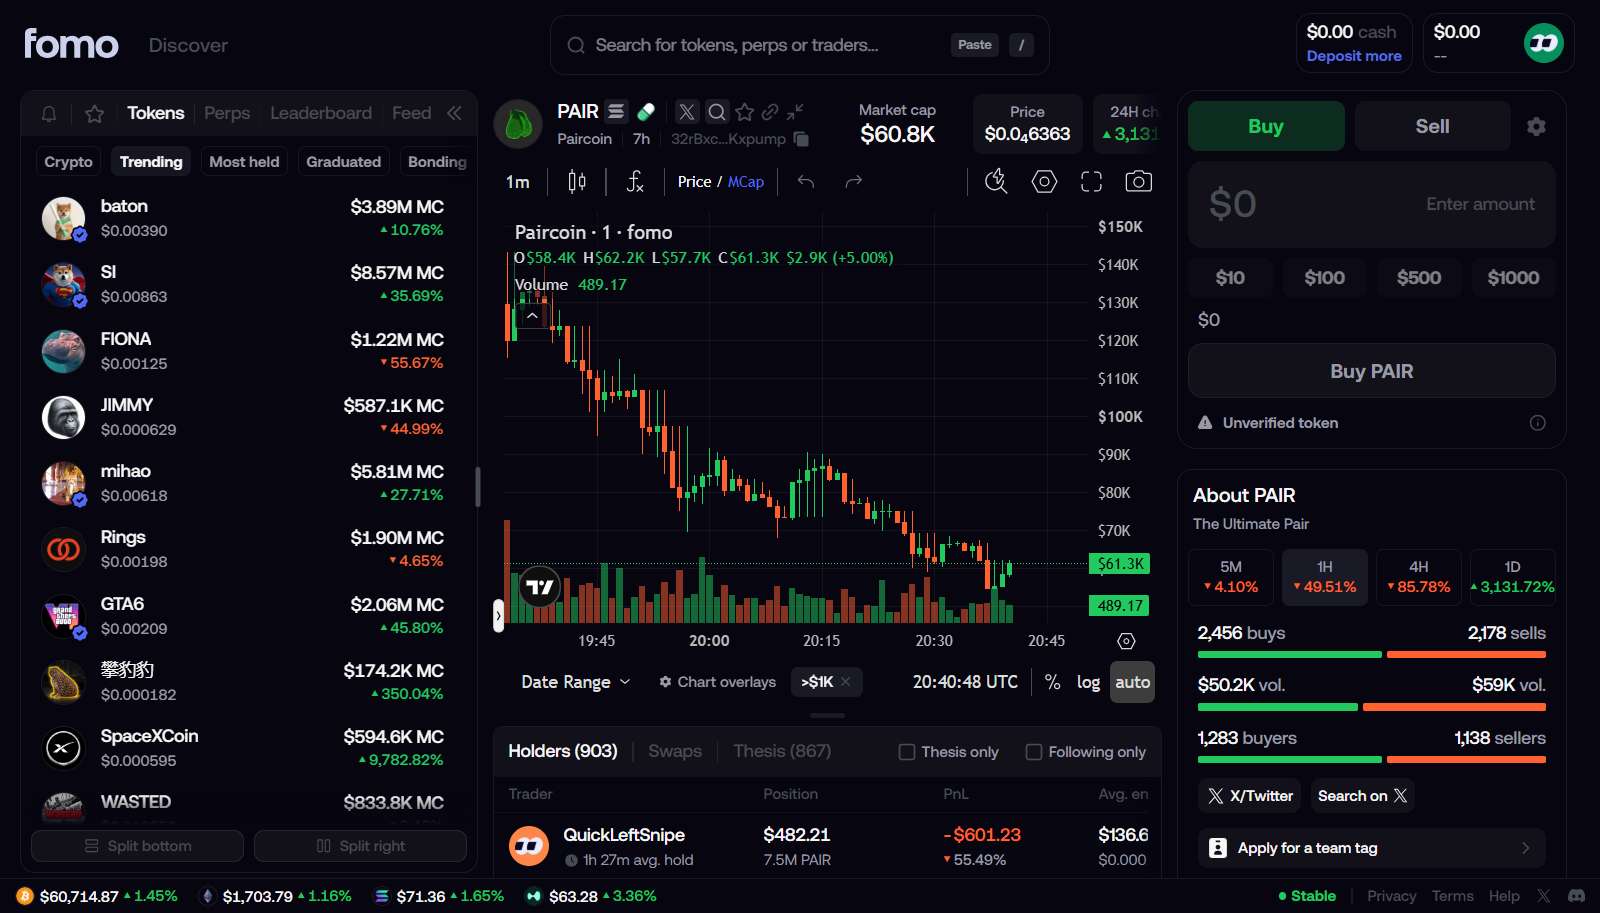 fomo
Discover
Search for tokens, perps or traders...
Paste
/
$0.00 cash
Deposit more
$0.00
--
Tokens Perps Leaderboard Feed
Crypto Trending Most held Graduated Bonding
baton $3.89M MC
$0.00390 10.76%
SI $8.57M MC
$0.00863 35.69%
FIONA $1.22M MC
$0.00125 55.67%
JIMMY $587.1K MC
$0.000629 44.99%
mihao $5.81M MC
$0.00618 27.71%
Rings $1.90M MC
$0.00198 4.65%
GTA6 $2.06M MC
$0.00209 45.80%
攀豹豹 $174.2K MC
$0.000182 350.04%
SpaceXCoin $594.6K MC
$0.000595 9,782.82%
WASTED $833.8K MC
Split bottom Split right
PAIR
Paircoin 7h 32rBxc...Kxpump
Market cap
$60.8K
Price
$0.0₄6363
24H ch
3,131
1m Price / MCap
Paircoin · 1 · fomo
O$58.4K H$62.2K L$57.7K C$61.3K $2.9K (+5.00%)
Volume 489.17
$150K
$140K
$130K
$120K
$110K
$100K
$90K
$80K
$70K
$61.3K
489.17
19:45 20:00 20:15 20:30 20:45
Date Range Chart overlays >$1K 20:40:48 UTC % log auto
Holders (903) Swaps Thesis (867) Thesis only Following only
Trader Position PnL Avg. en
QuickLeftSnipe $482.21 -$601.23 $136.6
1h 27m avg. hold 7.5M PAIR 55.49% $0.000
Buy Sell
$0 Enter amount
$10 $100 $500 $1000
$0
Buy PAIR
Unverified token
About PAIR
The Ultimate Pair
5M 1H 4H 1D
4.10% 49.51% 85.78% 3,131.72%
2,456 buys 2,178 sells
$50.2K vol. $59K vol.
1,283 buyers 1,138 sellers
X/Twitter Search on X
Apply for a team tag
$60,714.87 1.45% $1,703.79 1.16% $71.36 1.65% $63.28 3.36%
Stable Privacy Terms Help